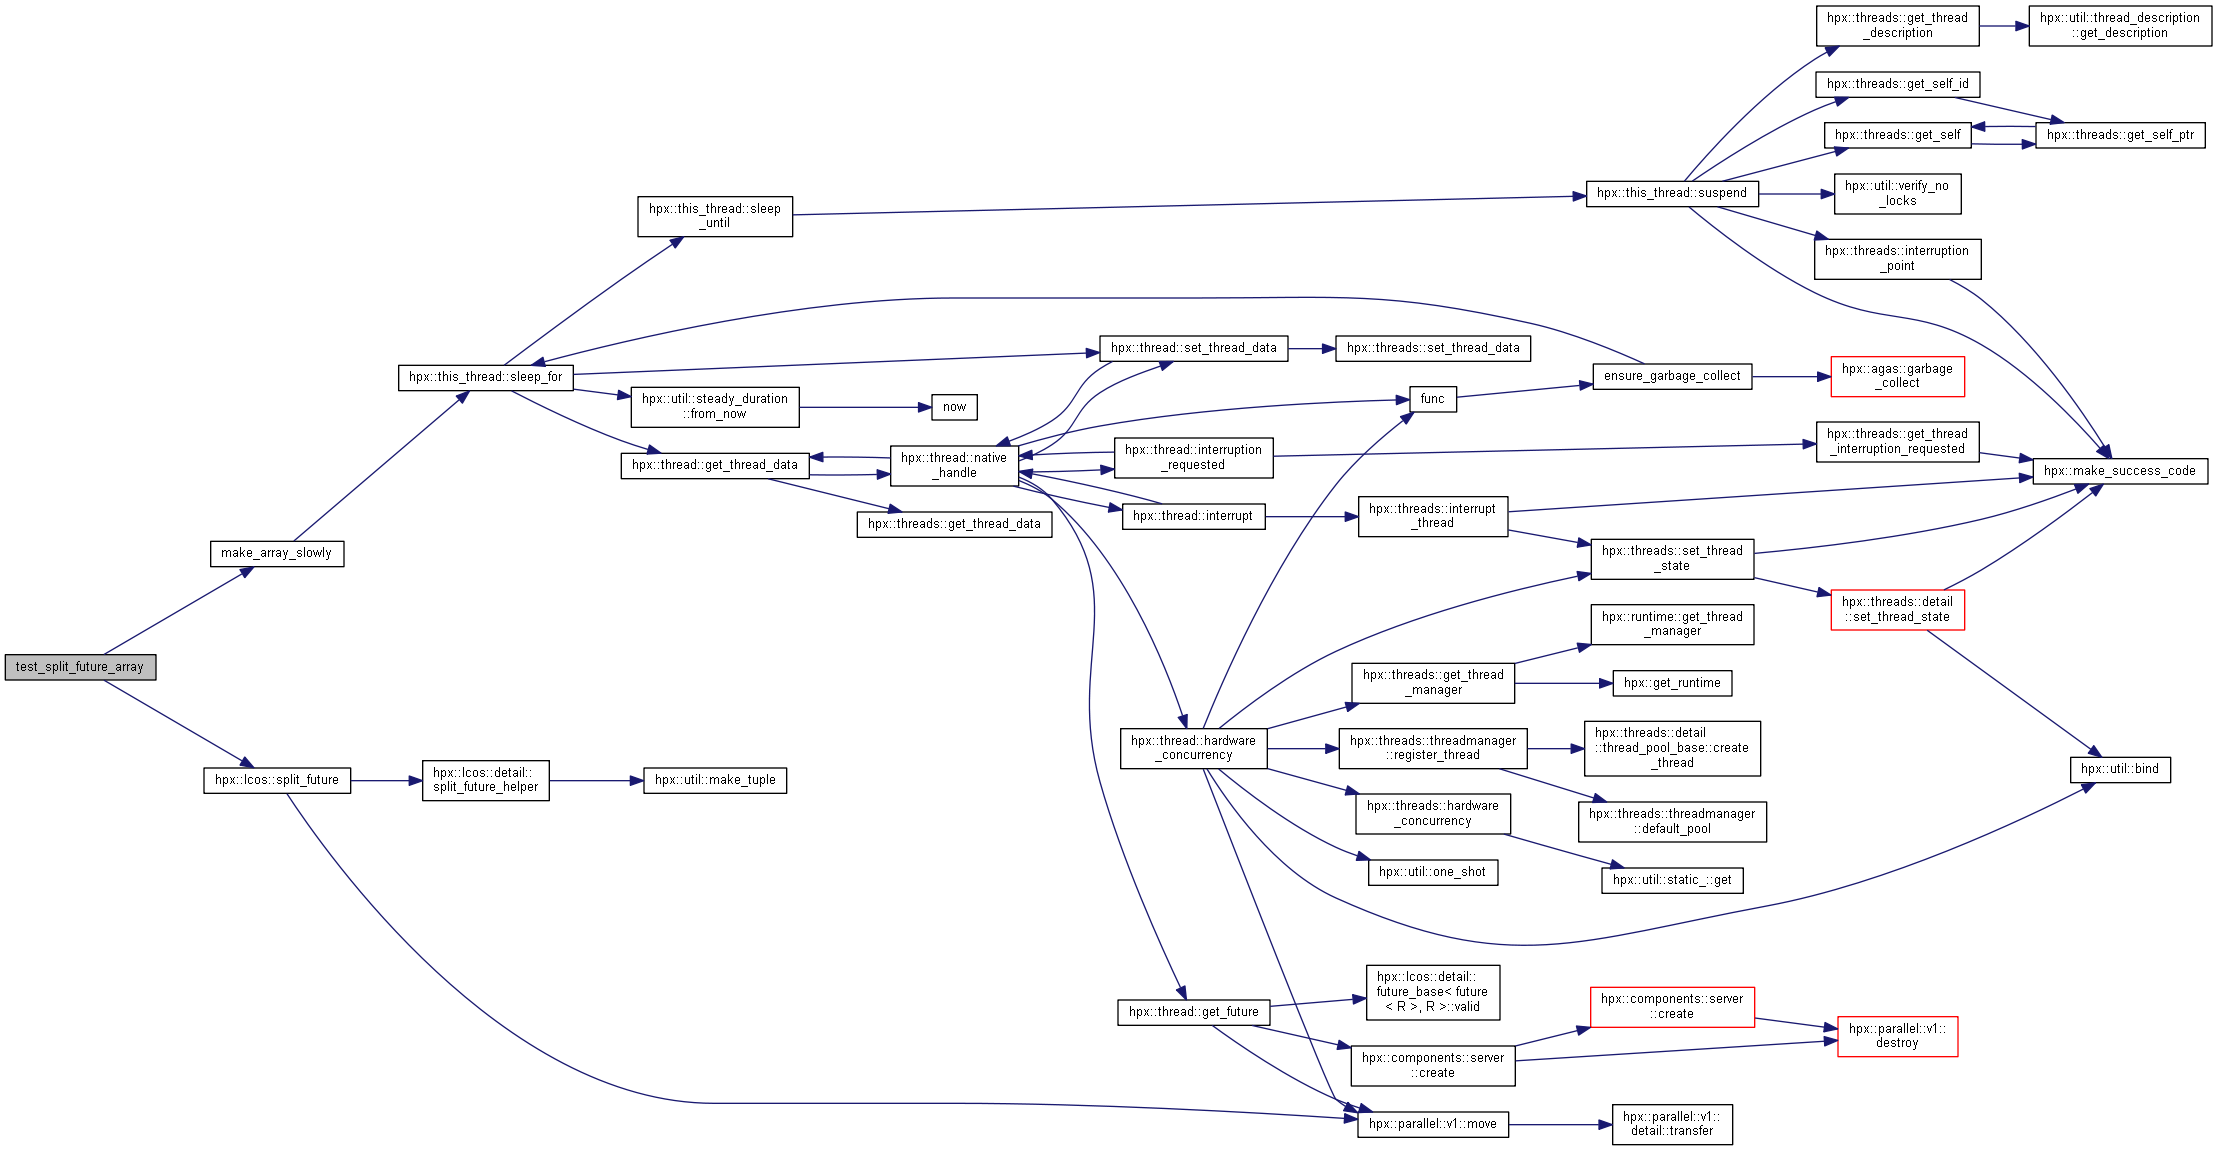 hpx::threads::get_thread
_description
hpx::util::thread_description
::get_description
hpx::threads::get_self_id
hpx::threads::get_self
hpx::threads::get_self_ptr
hpx::this_thread::suspend
hpx::util::verify_no
_locks
hpx::this_thread::sleep
_until
hpx::threads::interruption
_point
hpx::thread::set_thread_data
hpx::threads::set_thread_data
hpx::this_thread::sleep_for
ensure_garbage_collect
hpx::agas::garbage
_collect
hpx::util::steady_duration
::from_now
now
func
hpx::threads::get_thread
_interruption_requested
hpx::thread::get_thread_data
hpx::thread::native
_handle
hpx::thread::interruption
_requested
hpx::make_success_code
hpx::threads::get_thread_data
hpx::thread::interrupt
hpx::threads::interrupt
_thread
make_array_slowly
hpx::threads::set_thread
_state
hpx::threads::detail
::set_thread_state
hpx::runtime::get_thread
_manager
test_split_future_array
hpx::threads::get_thread
_manager
hpx::get_runtime
hpx::thread::hardware
_concurrency
hpx::threads::threadmanager
::register_thread
hpx::threads::detail
::thread_pool_base::create
_thread
hpx::util::bind
hpx::lcos::split_future
hpx::lcos::detail::
split_future_helper
hpx::util::make_tuple
hpx::threads::hardware
_concurrency
hpx::threads::threadmanager
::default_pool
hpx::util::one_shot
hpx::util::static_::get
hpx::lcos::detail::
future_base< future
< R >, R >::valid
hpx::thread::get_future
hpx::components::server
::create
hpx::parallel::v1::
destroy
hpx::components::server
::create
hpx::parallel::v1::move
hpx::parallel::v1::
detail::transfer